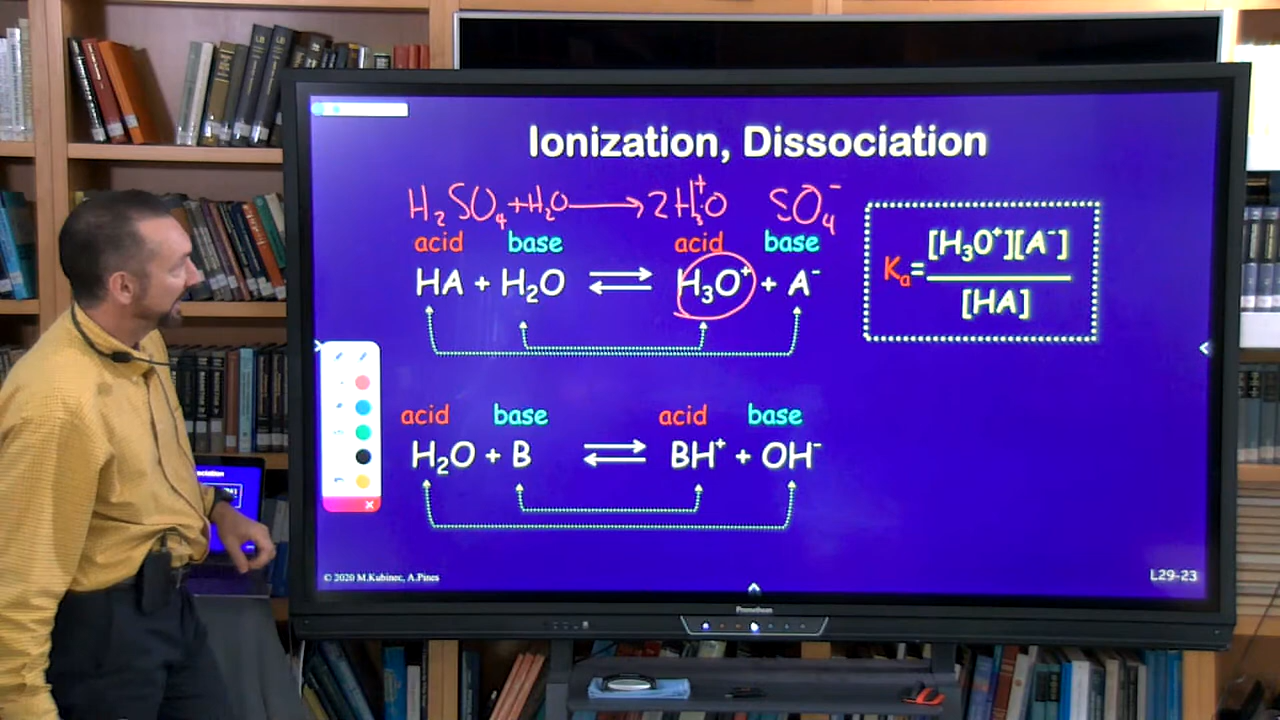 Ionization, Dissociation
H₂SO₄+H₂O⟶2H₃⁺O SO₄⁻
acid base acid base
HA + H₂O ⇌ H₃O⁺ + A⁻
Kₐ=[H₃O⁺][A⁻]
[HA]
acid base acid base
H₂O + B ⇌ BH⁺ + OH⁻
© 2020 M.Kubinec, A.Pines
L29-23
Promethean